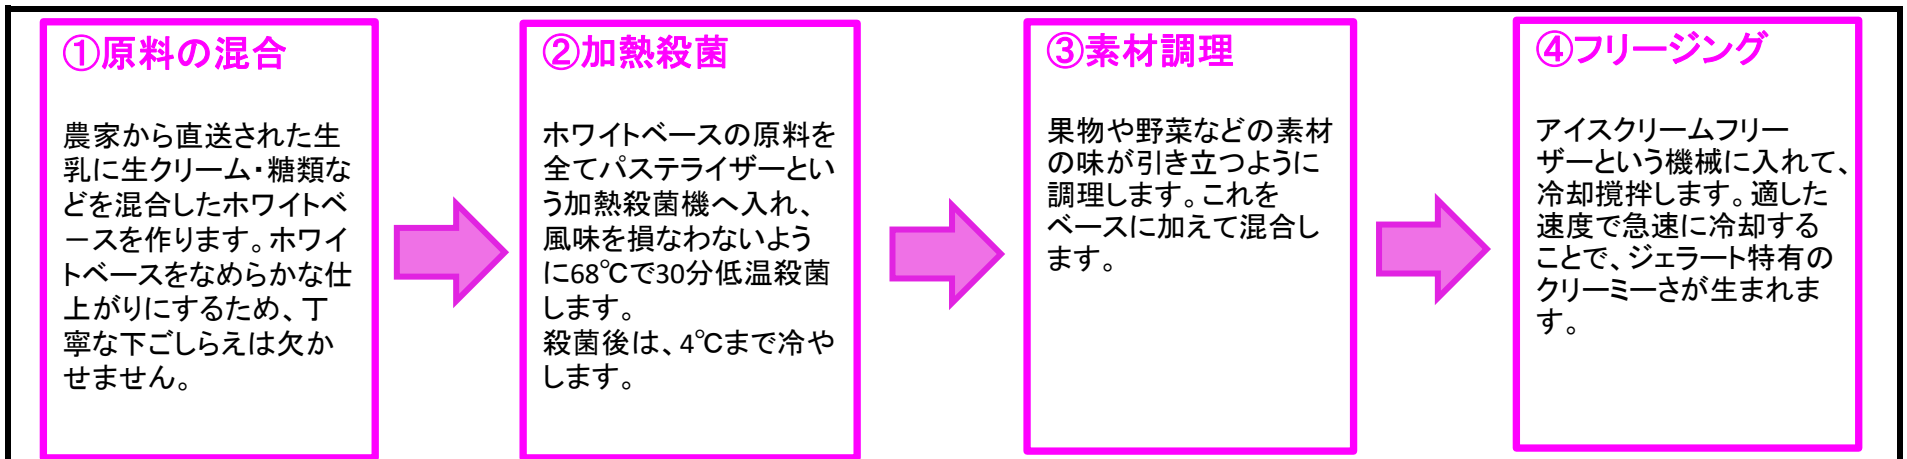 ①原料の混合
農家から直送された生
乳に生クリーム・糖類な
どを混合したホワイトベ
ースを作ります。ホワイ
トベースをなめらかな仕
上がりにするため、丁
寧な下ごしらえは欠か
せません。
②加熱殺菌
ホワイトベースの原料を
全てパステライザーとい
う加熱殺菌機へ入れ、
風味を損なわないよう
に68℃で30分低温殺菌
します。
殺菌後は、4℃まで冷や
します。
③素材調理
果物や野菜などの素材
の味が引き立つように
調理します。これを
ベースに加えて混合し
ます。
④フリージング
アイスクリームフリー
ザーという機械に入れて、
冷却撹拌します。適した
速度で急速に冷却する
ことで、ジェラート特有の
クリーミーさが生まれま
す。